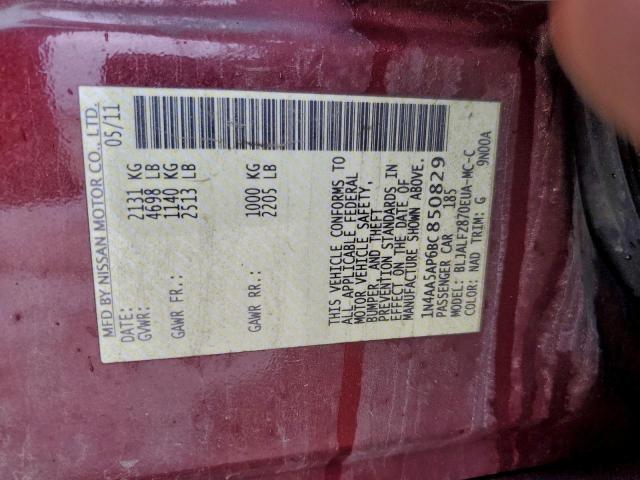 MFD BY NISSAN MOTOR CO., LTD.
DATE: 05/11
GVWR: 2131 KG
4698 LB
GAWR FR.: 1140 KG
2513 LB
GAWR RR.: 1000 KG
2205 LB
THIS VEHICLE CONFORMS TO
ALL APPLICABLE FEDERAL
MOTOR VEHICLE SAFETY,
BUMPER, AND THEFT
PREVENTION STANDARDS IN
EFFECT ON THE DATE OF
MANUFACTURE SHOWN ABOVE.
1N4AA5AP6BC850829
PASSENGER CAR 185
MODEL: BLJALF2870EUA-MC-C
COLOR: NAD TRIM: G 9N00A